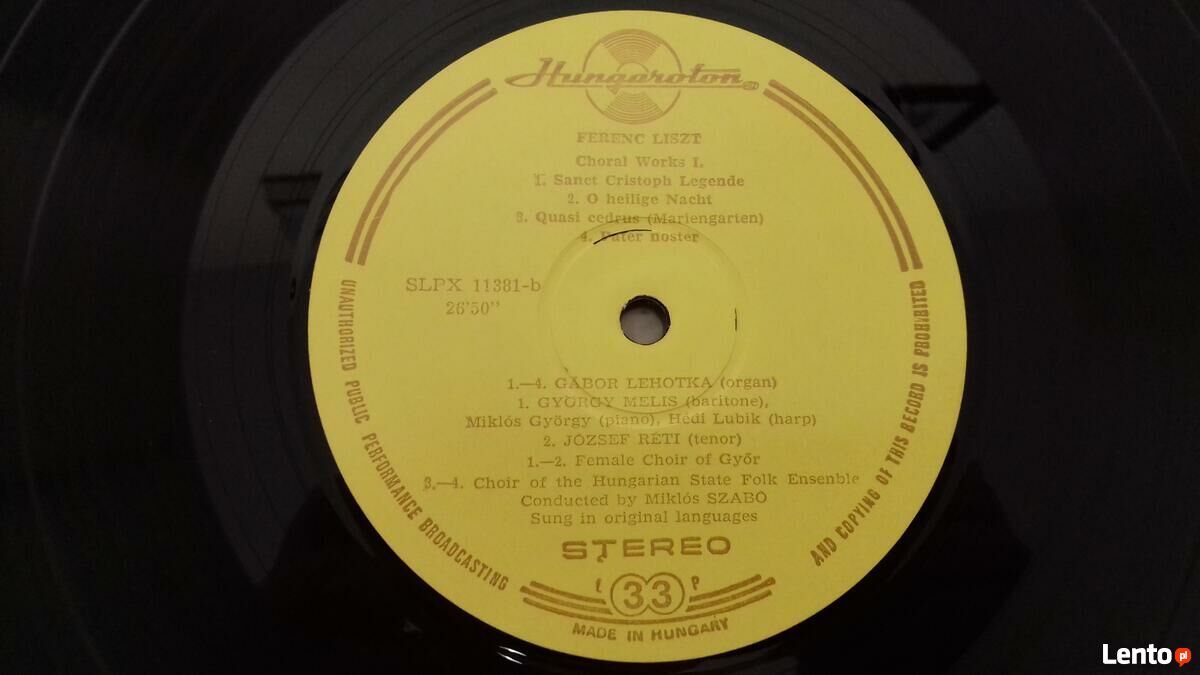 Hungaroton
FERENC LISZT
Choral Works I.
1. Sanct Cristoph Legende
2. O heilige Nacht
3. Quasi cedrus (Mariengarten)
4. Pater noster
SLPX 11381-b
26'50''
1.—4. GÁBOR LEHOTKA (organ)
1. GYÖRGY MELIS (baritone),
Miklós György (piano), Hédi Lubik (harp)
2. JÓZSEF RÉTI (tenor)
1.—2. Female Choir of Győr
3.—4. Choir of the Hungarian State Folk Ensenble
Conducted by Miklós SZABÓ
Sung in original languages
STEREO
L 33 P
MADE IN HUNGARY
UNAUTHORIZED PUBLIC PERFORMANCE BROADCASTING
AND COPYING OF THIS RECORD IS PROHIBITED
Lento pl